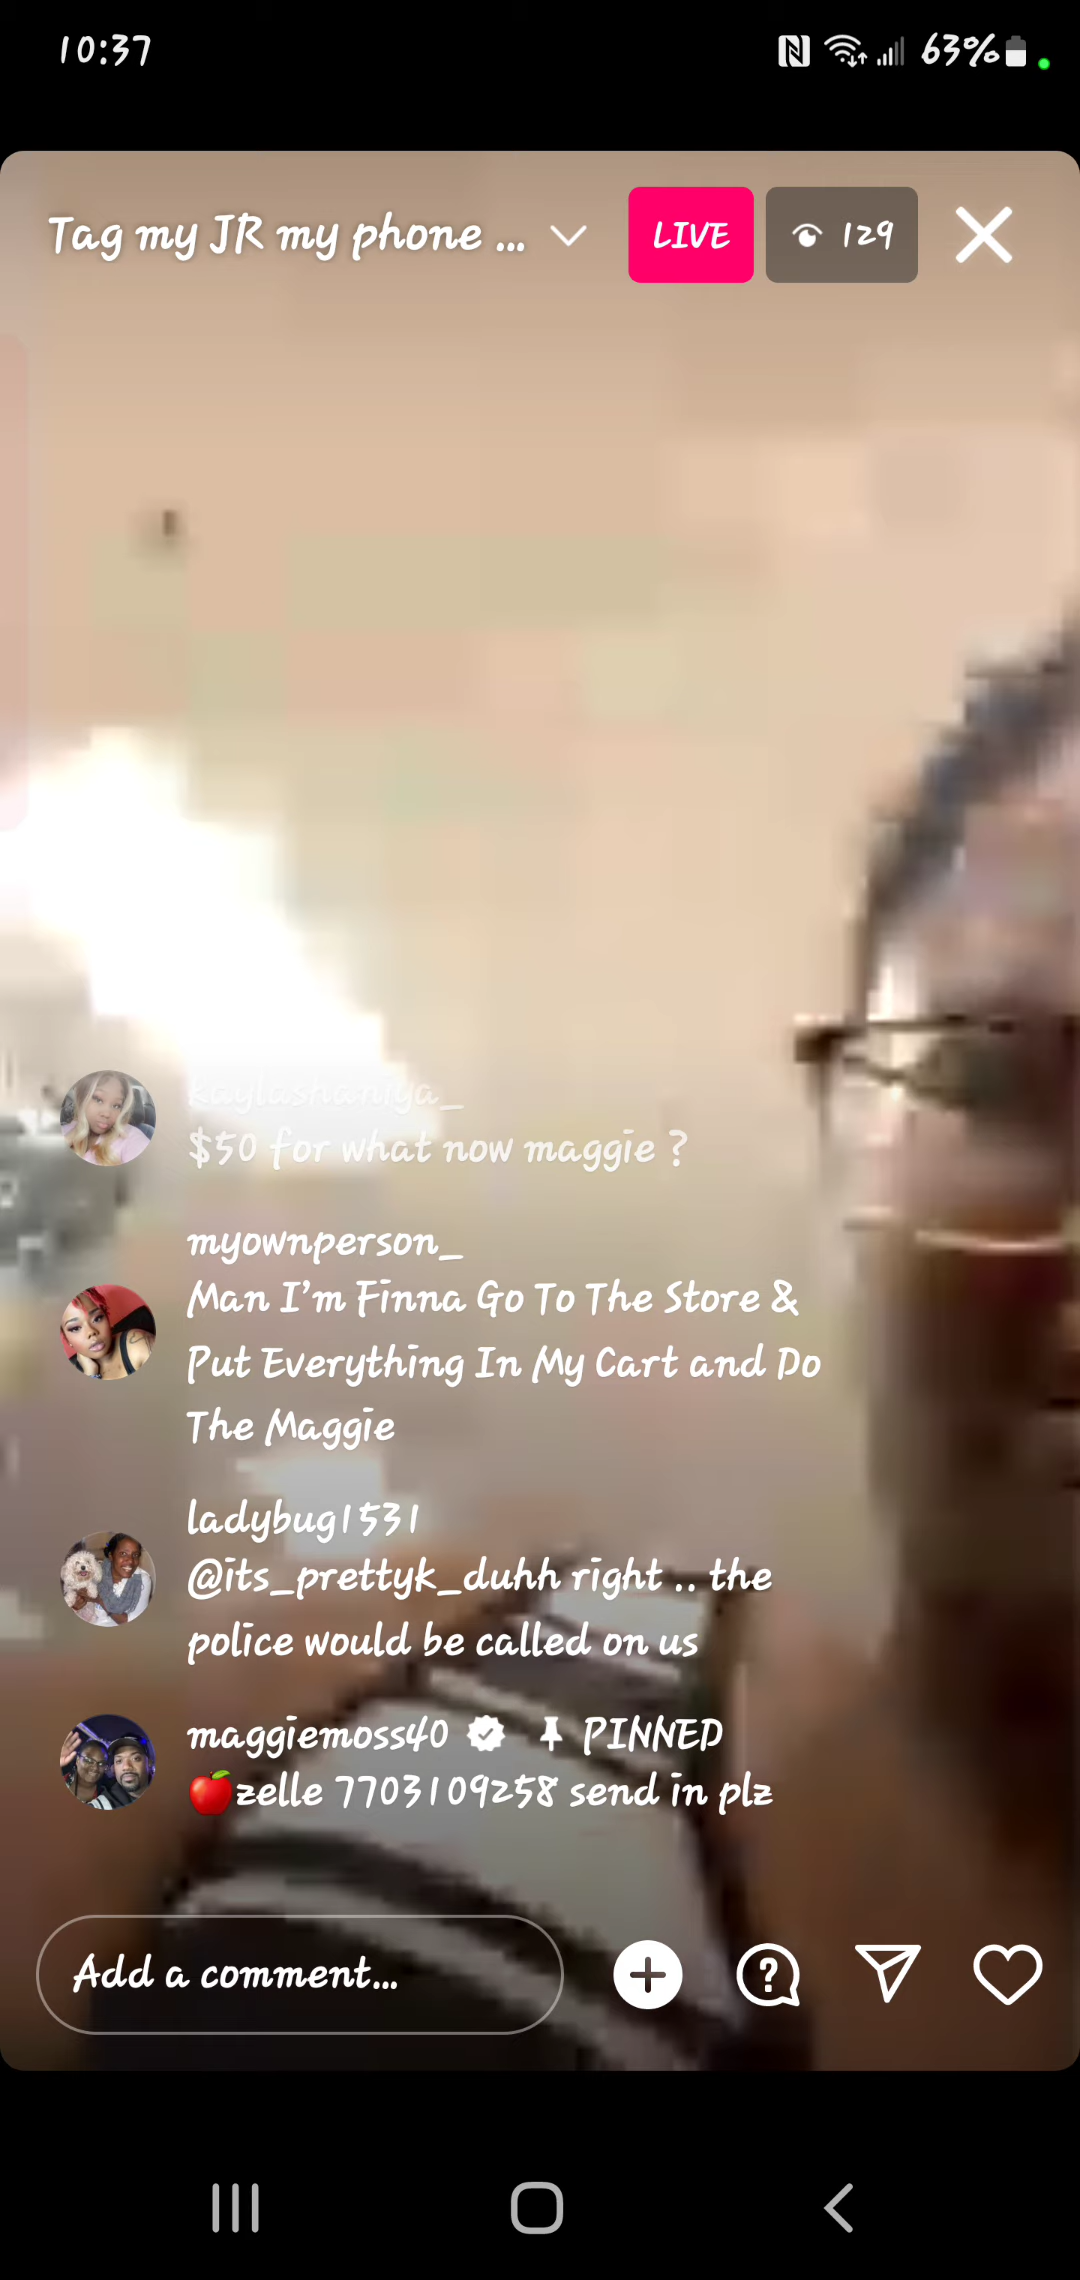 10:37
63%
Tag my JR my phone ...
LIVE
129
kaylashaniya_
$50 for what now maggie ?
myownperson_
Man I'm Finna Go To The Store &
Put Everything In My Cart and Do
The Maggie
ladybug1531
@its_prettyk_duhh right .. the
police would be called on us
maggiemoss40 PINNED
🍎zelle 7703109258 send in plz
Add a comment...